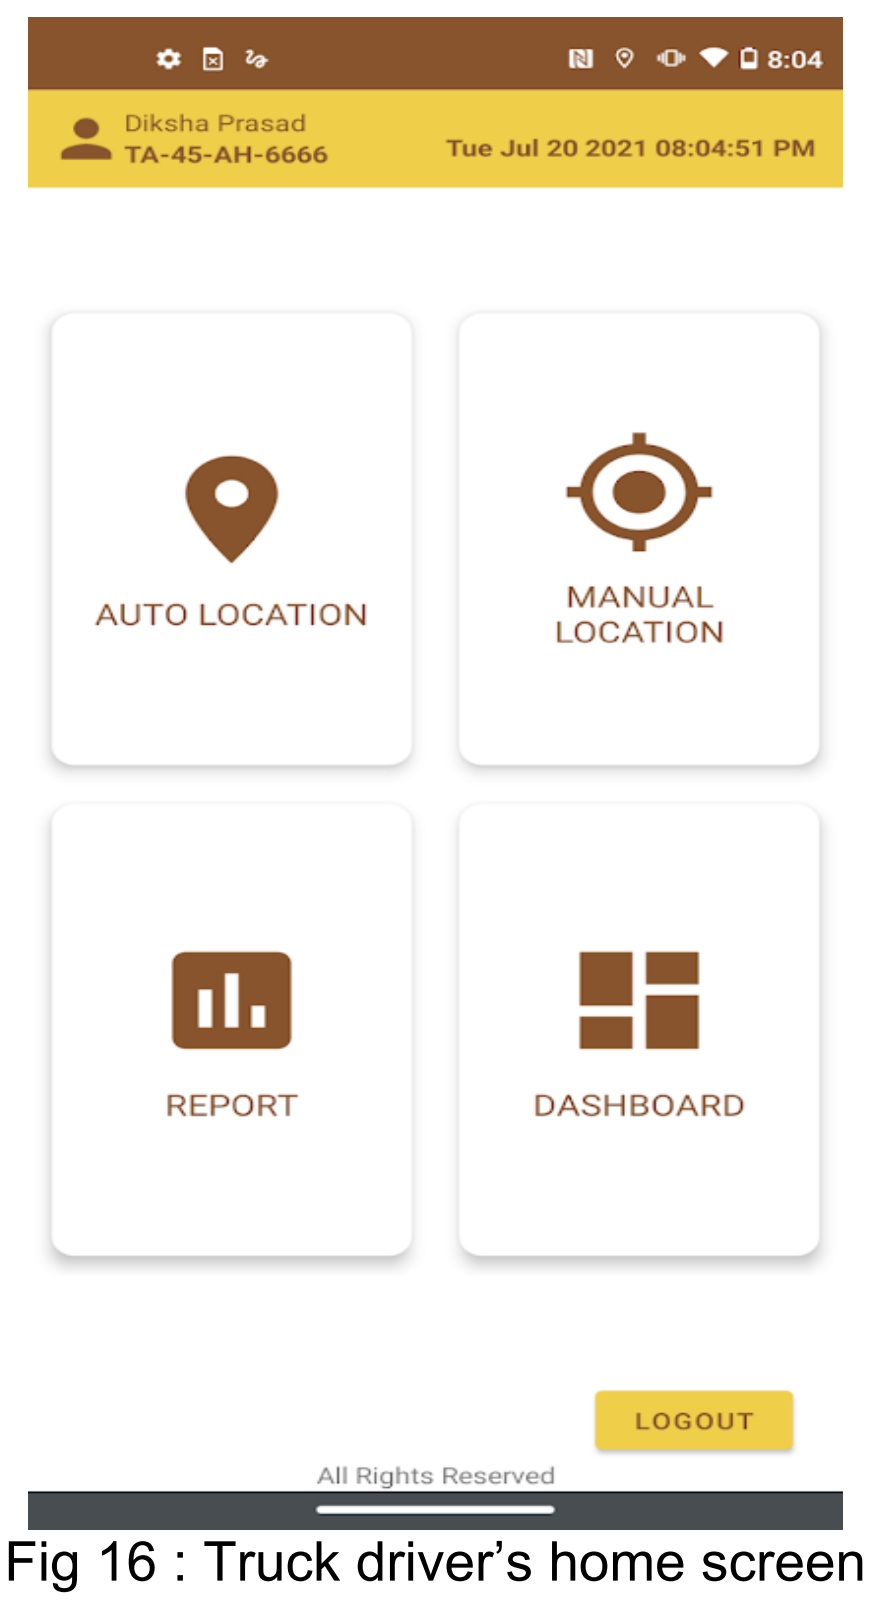 8:04
Diksha Prasad
TA-45-AH-6666
Tue Jul 20 2021 08:04:51 PM
AUTO LOCATION
MANUAL
LOCATION
REPORT
DASHBOARD
LOGOUT
All Rights Reserved
Fig 16 : Truck driver’s home screen